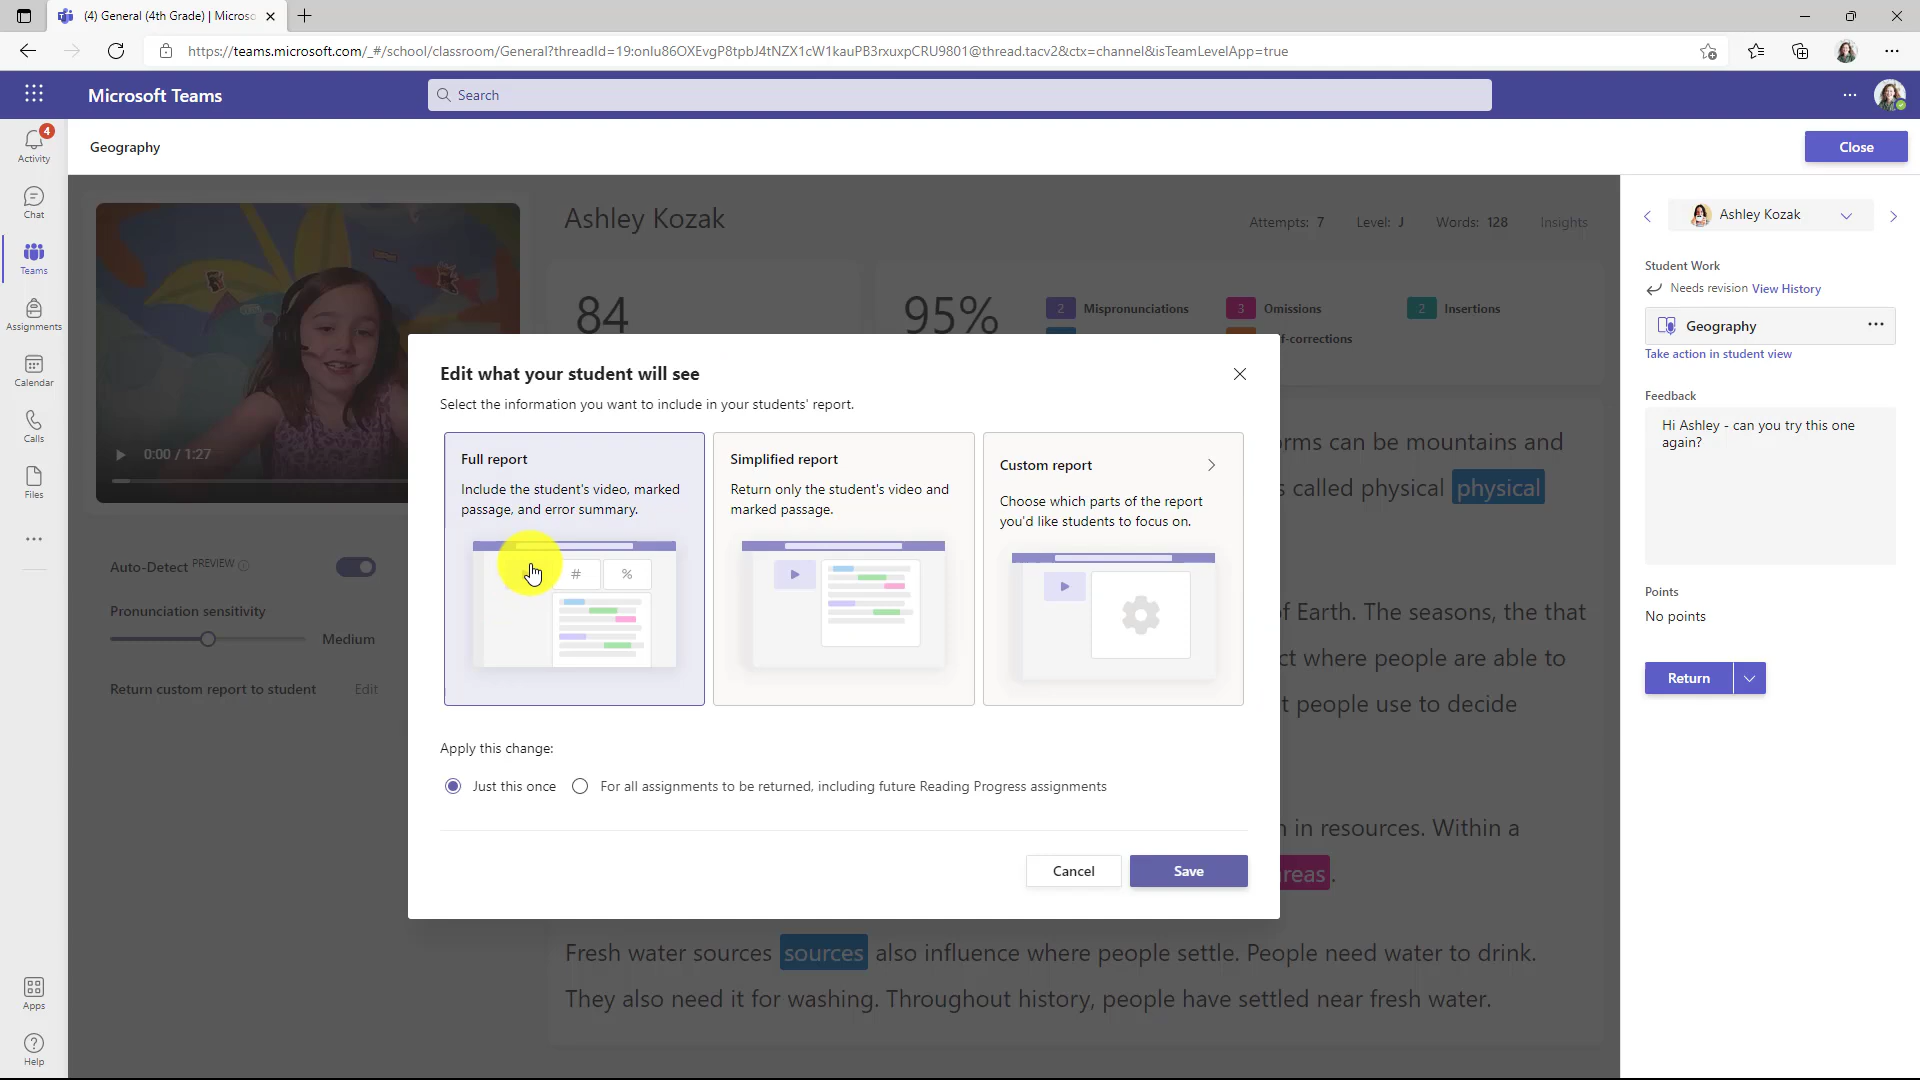 (4) General (4th Grade) | Microso
https://teams.microsoft.com/_#/school/classroom/General?threadId=19:onlu86OXEvgP8tpbJ4tNZX1cW1kauPB3rxuxpCRU9801@thread.tacv2&ctx=channel&isTeamLevelApp=true
Microsoft Teams
Search
4
Activity
Chat
Teams
Assignments
Calendar
Calls
Files
Apps
Help
Geography
Close
0:00 / 1:27
Auto-Detect PREVIEW
Pronunciation sensitivity
Medium
Return custom report to student Edit
Ashley Kozak
Attempts: 7 Level: J Words: 128 Insights
84
95%
2 Mispronunciations 3 Omissions 2 Insertions
f-corrections
orms can be mountains and
s called physical physical
f Earth. The seasons, the that
ct where people are able to
t people use to decide
n in resources. Within a
reas.
Fresh water sources sources also influence where people settle. People need water to drink.
They also need it for washing. Throughout history, people have settled near fresh water.
Edit what your student will see
Select the information you want to include in your students' report.
Full report
Include the student's video, marked
passage, and error summary.
# %
Simplified report
Return only the student's video and
marked passage.
Custom report
Choose which parts of the report
you'd like students to focus on.
Apply this change:
Just this once
For all assignments to be returned, including future Reading Progress assignments
Cancel
Save
Ashley Kozak
Student Work
Needs revision View History
Geography
Take action in student view
Feedback
Hi Ashley - can you try this one
again?
Points
No points
Return